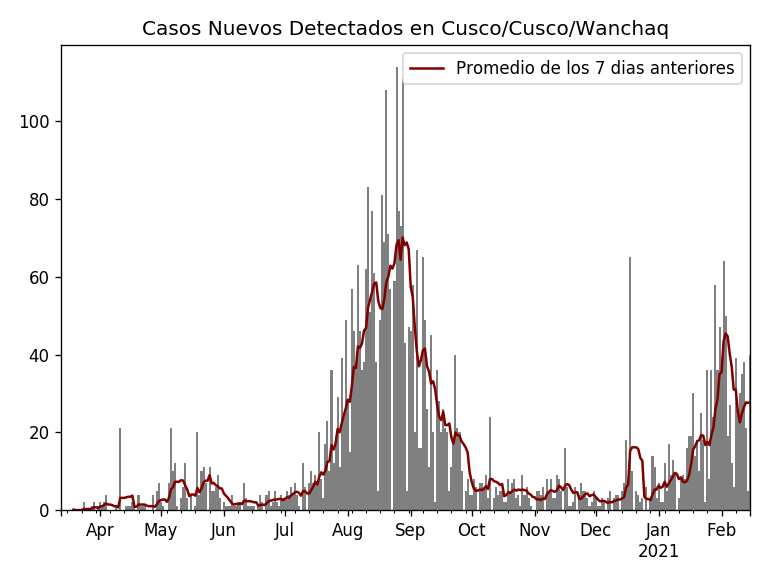 Casos Nuevos Detectados en Cusco/Cusco/Wanchaq
Promedio de los 7 dias anteriores
100
80
60
40
20
0
Apr May Jun Jul Aug Sep Oct Nov Dec Jan Feb
2021